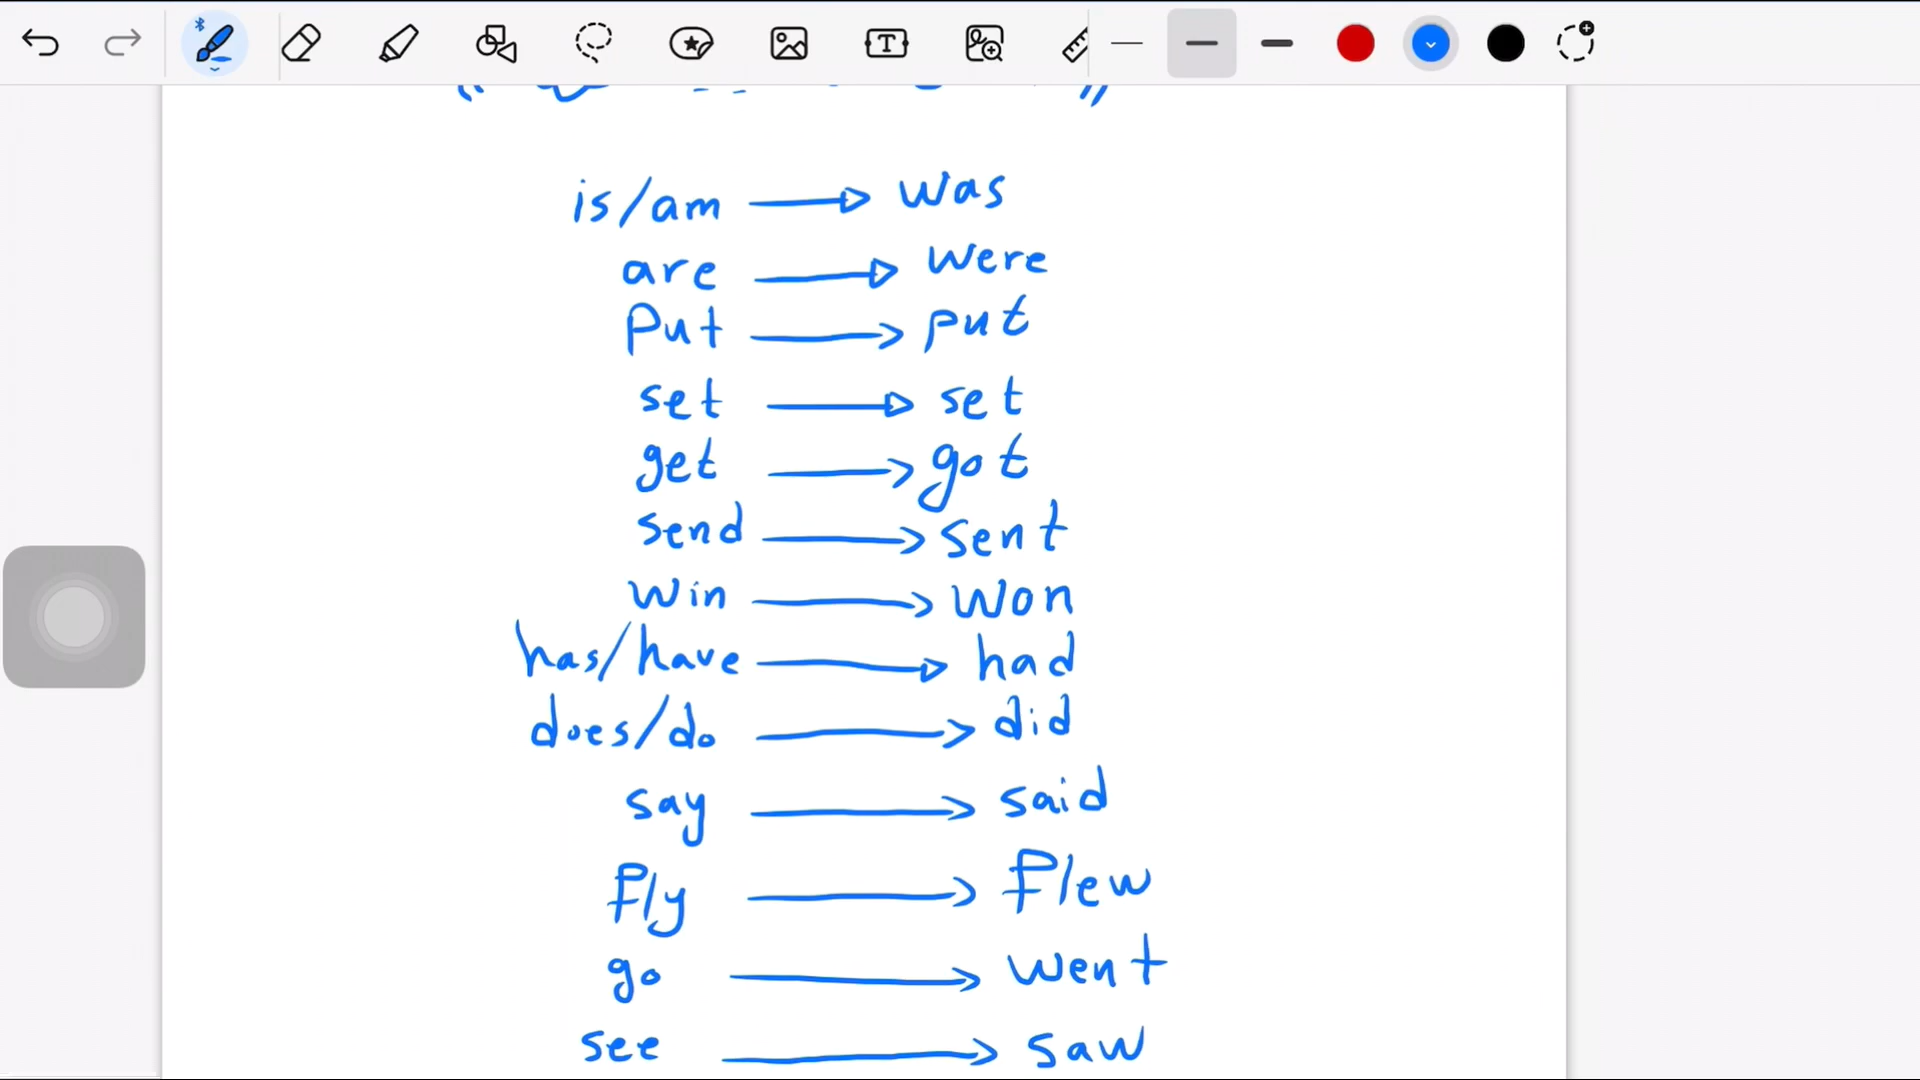 is/am → was
are → were
Put → put
set → set
get → got
send → sent
win → won
has/have → had
does/do → did
say → said
fly → flew
go → went
see → saw